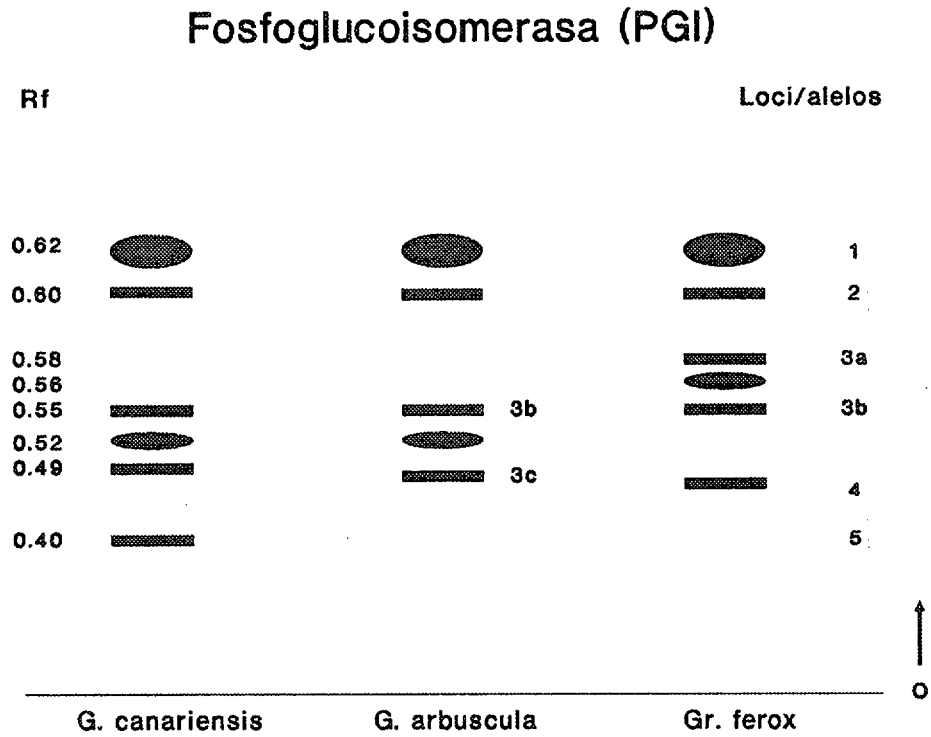 Fosfoglucoisomerasa (PGI)
Rf Loci/alelos
0.62 1
0.60 2
0.58 3a
0.56
0.55 3b 3b
0.52
0.49 3c 4
0.40 5
O
G. canariensis G. arbuscula Gr. ferox